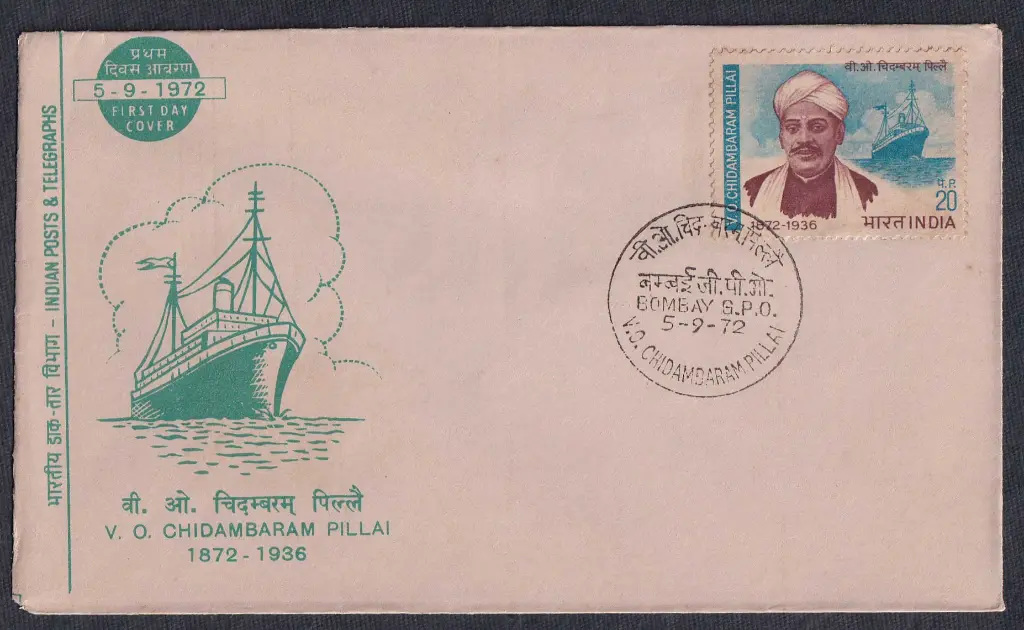 प्रथम
दिवस आवरण
5-9-1972
FIRST DAY
COVER
भारतीय डाक-तार विभाग - INDIAN POSTS & TELEGRAPHS
वी. ओ. चिदम्बरम् पिल्लै
V. O. CHIDAMBARAM PILLAI
1872-1936
वी.ओ. चिदंबरम पिल्लै
V.O. CHIDAMBARAM PILLAI
प.P.
20
1872-1936
भारत INDIA
वी.ओ.चिदम्बरम पिल्लै
बम्बई जी.पी.ओ.
BOMBAY G.P.O.
5-9-72
V.O. CHIDAMBARAM PILLAI